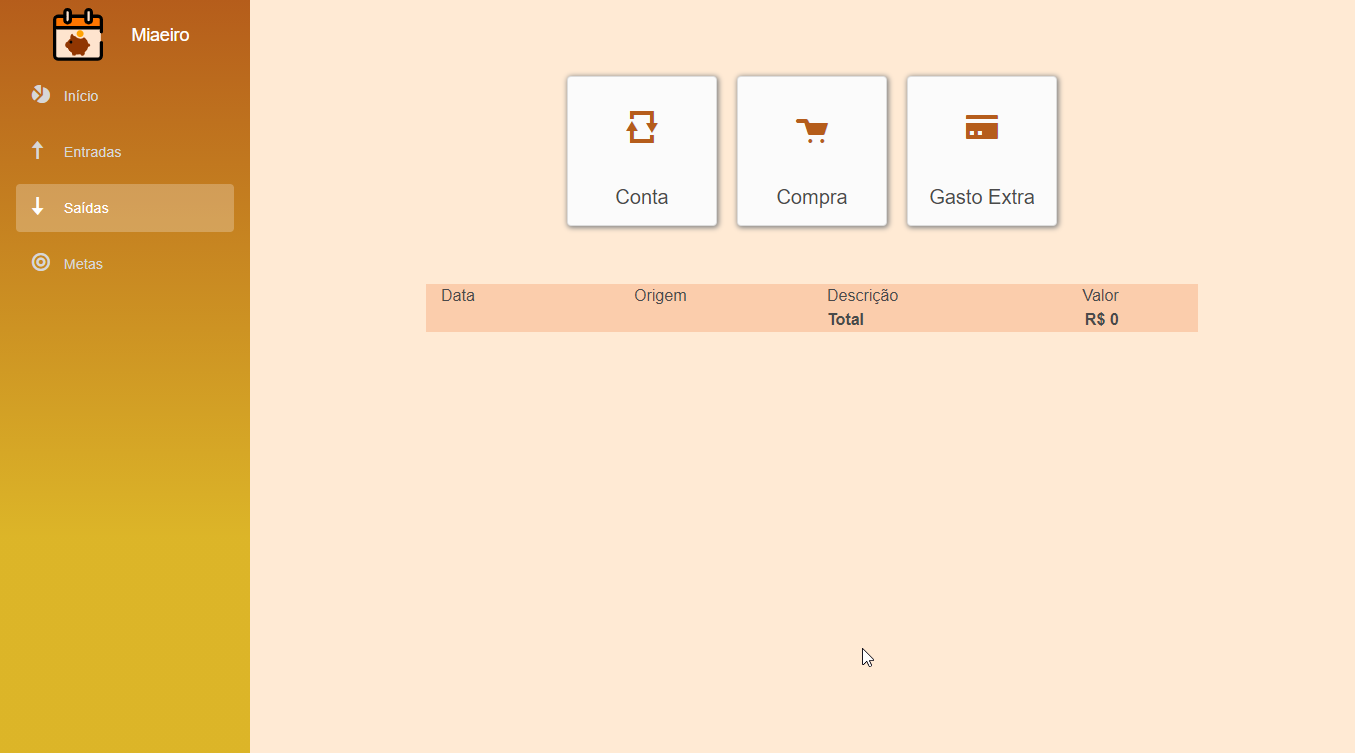 Miaeiro
Início
Entradas
Saídas
Metas
Conta
Compra
Gasto Extra
Data Origem Descrição Valor
Total R$ 0